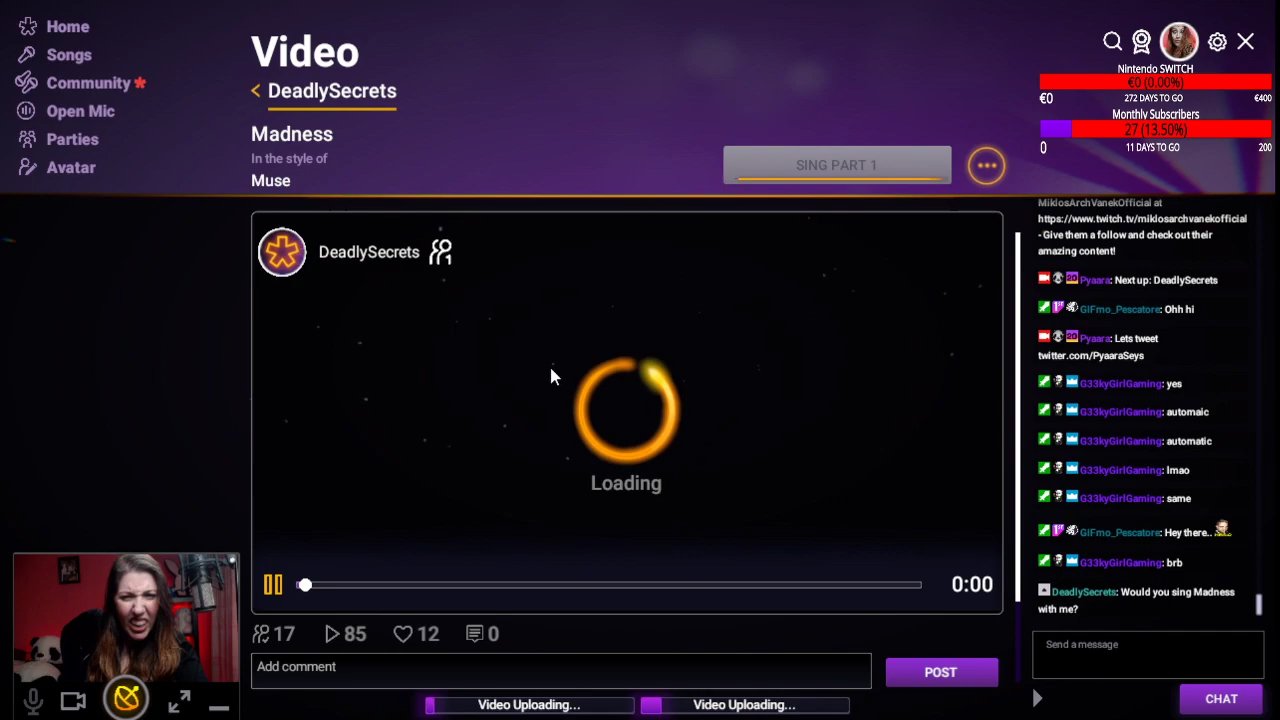 Home
Songs
Community *
Open Mic
Parties
Avatar
Video
< DeadlySecrets
Madness
In the style of
Muse
SING PART 1
Nintendo SWITCH
€0 (0.00%)
€0 272 DAYS TO GO €400
Monthly Subscribers
27 (13.50%)
0 11 DAYS TO GO 200
DeadlySecrets
Loading
0:00
17 85 12 0
Add comment
POST
Video Uploading... Video Uploading...
MiklosArchVanekOfficial at
https://www.twitch.tv/miklosarchvanekofficial
- Give them a follow and check out their
amazing content!
Pyaara: Next up: DeadlySecrets
GIFmo_Pescatore: Ohh hi
Pyaara: Lets tweet
twitter.com/PyaaraSeys
G33kyGirlGaming: yes
G33kyGirlGaming: automaic
G33kyGirlGaming: automatic
G33kyGirlGaming: lmao
G33kyGirlGaming: same
GIFmo_Pescatore: Hey there..
G33kyGirlGaming: brb
DeadlySecrets: Would you sing Madness
with me?
Send a message
CHAT